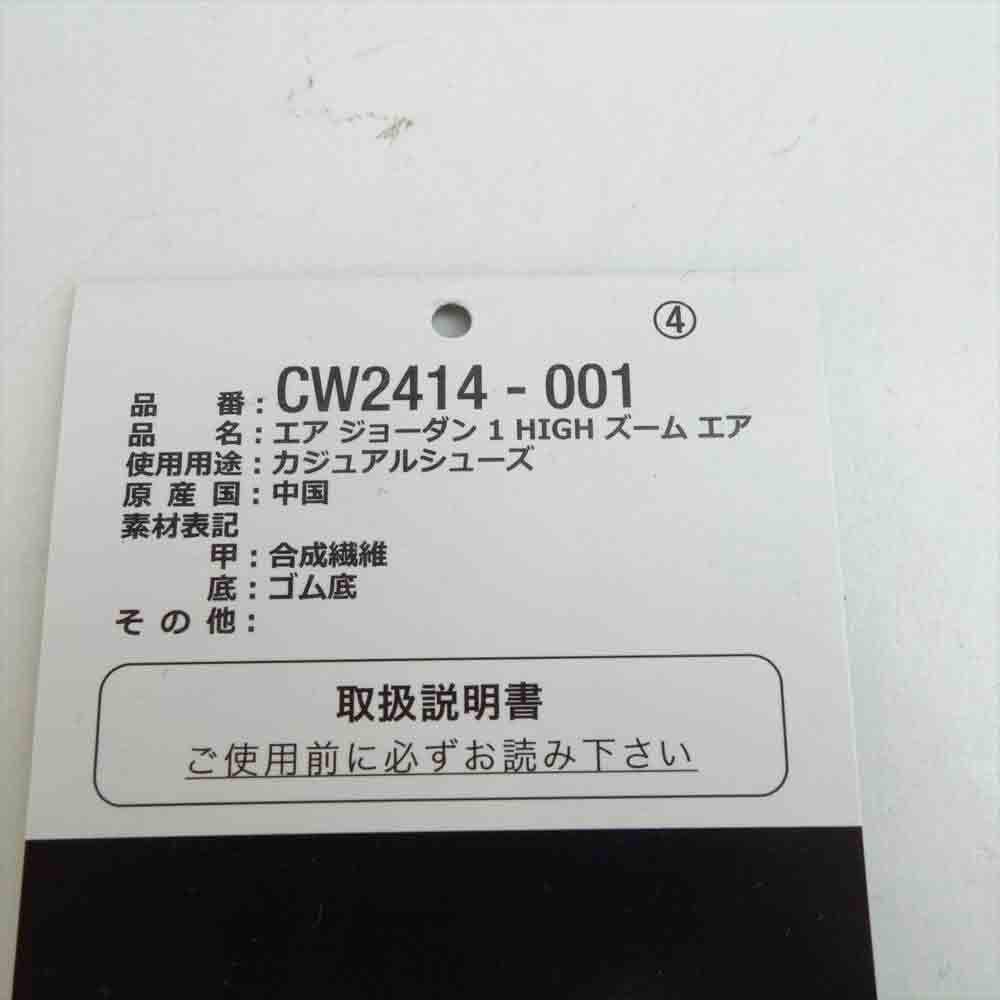 ④
品番：CW2414 - 001
品名：エア ジョーダン 1 HIGH ズーム エア
使用用途：カジュアルシューズ
原産国：中国
素材表記
甲：合成繊維
底：ゴム底
その他：
取扱説明書
ご使用前に必ずお読み下さい